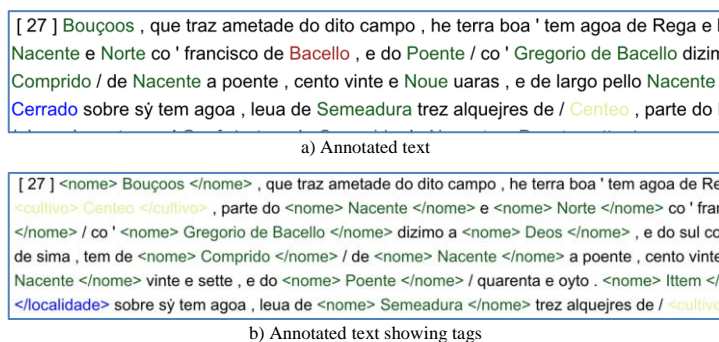 [ 27 ] Bouçoos , que traz ametade do dito campo , he terra boa ' tem agoa de Rega e
Nacente e Norte co ' francisco de Bacello , e do Poente / co ' Gregorio de Bacello dizim
Comprido / de Nacente a poente , cento vinte e Noue uaras , e de largo pello Nacente
Cerrado sobre sỳ tem agoa , leua de Semeadura trez alquejres de / Centeo , parte do
a) Annotated text
[ 27 ] <nome> Bouçoos </nome> , que traz ametade do dito campo , he terra boa ' tem agoa de Re
<cultivo> Centeo </cultivo> , parte do <nome> Nacente </nome> e <nome> Norte </nome> co ' fran
</nome> / co ' <nome> Gregorio de Bacello </nome> dizimo a <nome> Deos </nome> , e do sul co
de sima , tem de <nome> Comprido </nome> / de <nome> Nacente </nome> a poente , cento vinte
Nacente </nome> vinte e sette , e do <nome> Poente </nome> / quarenta e oyto . <nome> Ittem </
</localidade> sobre sỳ tem agoa , leua de <nome> Semeadura </nome> trez alquejres de / <cultivo
b) Annotated text showing tags